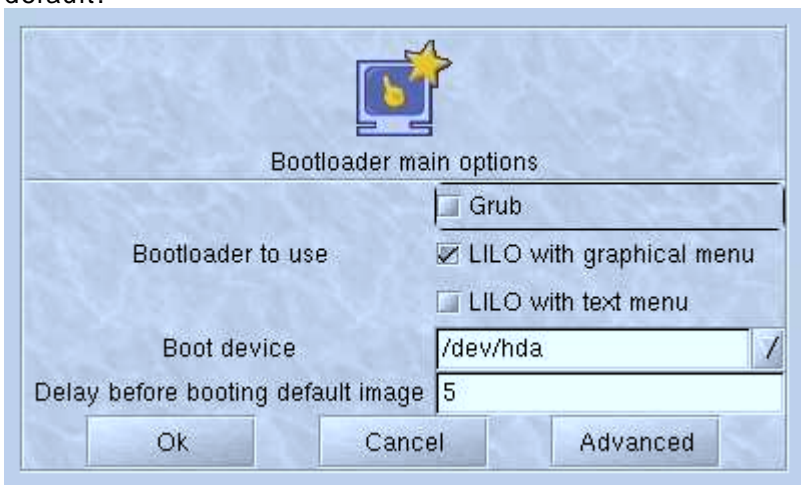 default.
Bootloader main options
Grub
Bootloader to use
LILO with graphical menu
LILO with text menu
Boot device
/dev/hda
Delay before booting default image
5
Ok
Cancel
Advanced